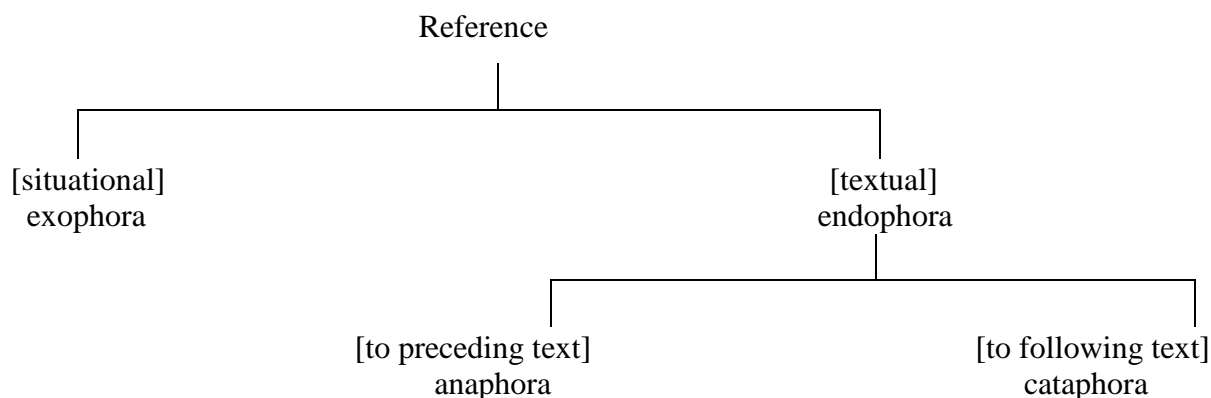 Reference
[situational]
exophora
[textual]
endophora
[to preceding text]
anaphora
[to following text]
cataphora